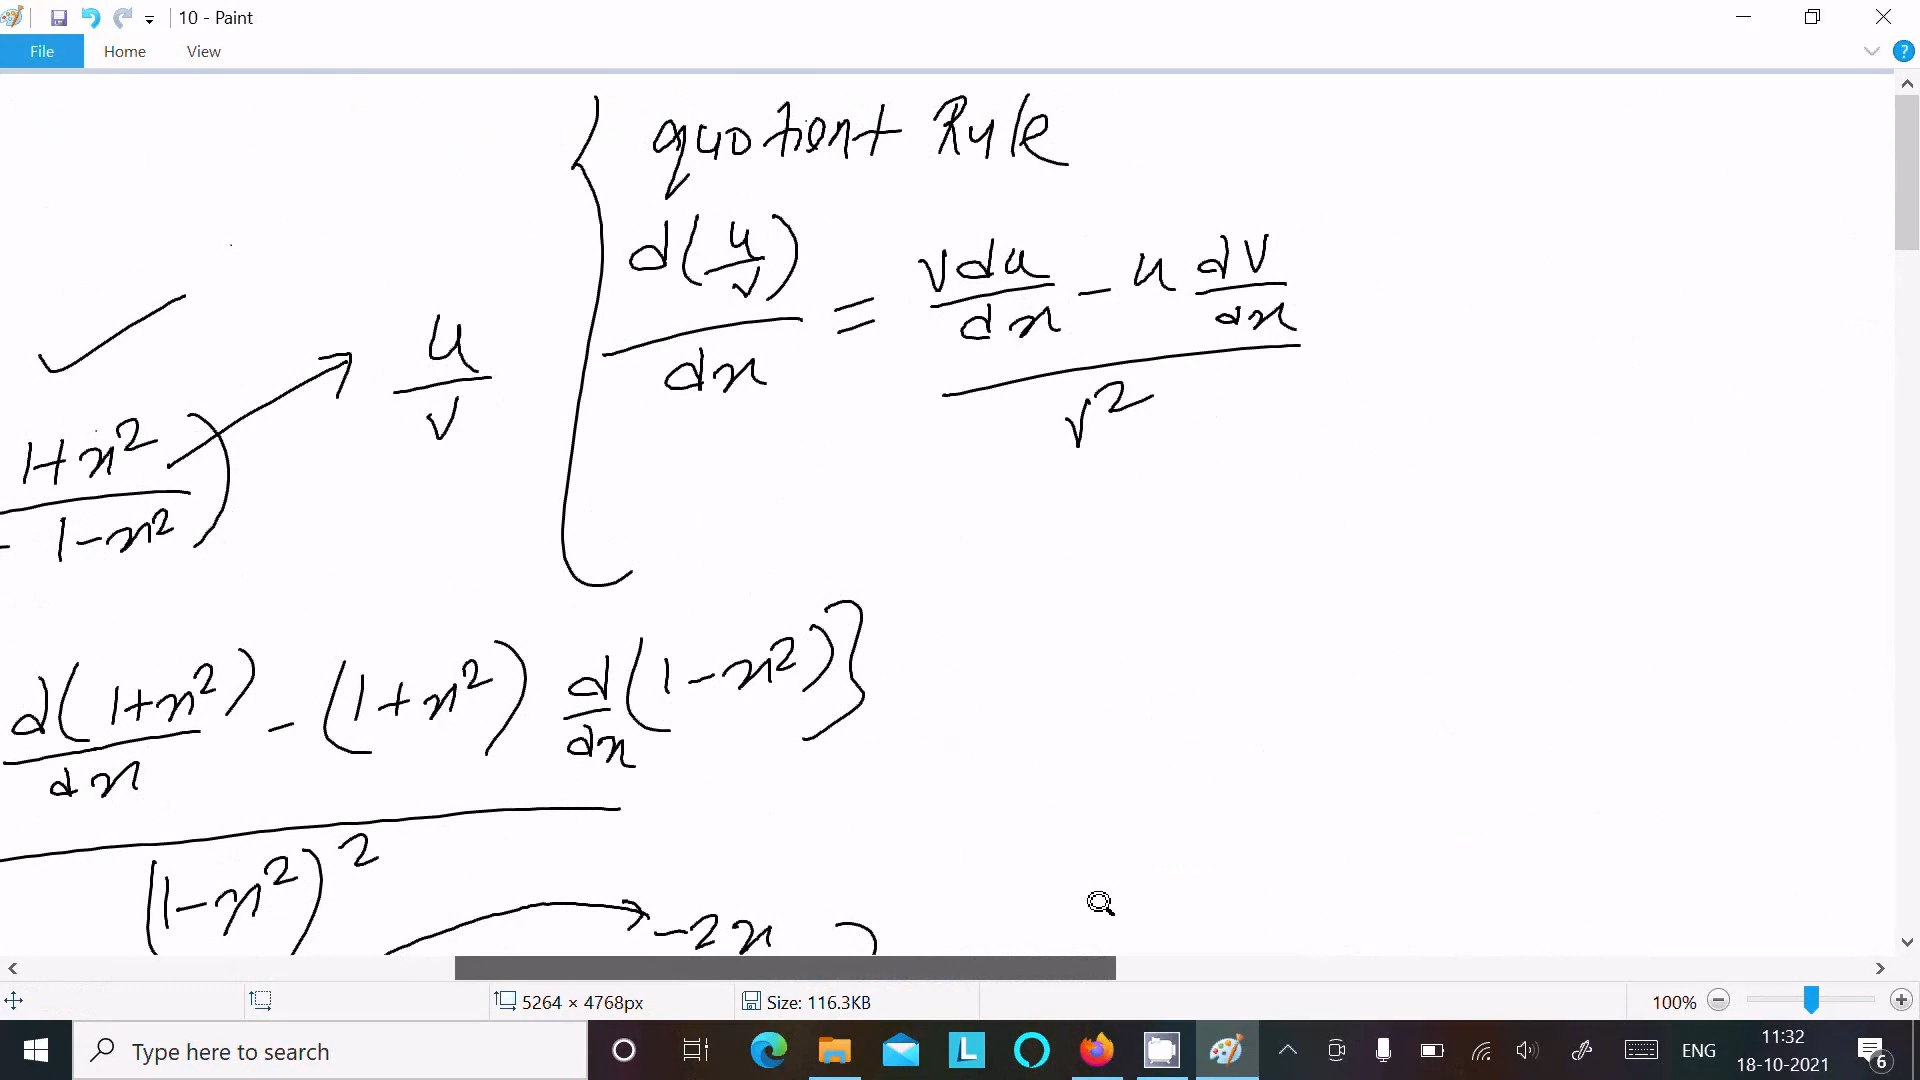 10 - Paint
File Home View
quotient Rule
d(u/v)/dx = (v du/dx - u dv/dx)/v²
u/v
1+x²
- 1-x² )
d(1+x²)/dx - (1+x²) d/dx (1-x²)}
(1-x²)²
-2x
5264 × 4768px Size: 116.3KB 100%
Type here to search
L
ENG
11:32
18-10-2021
6